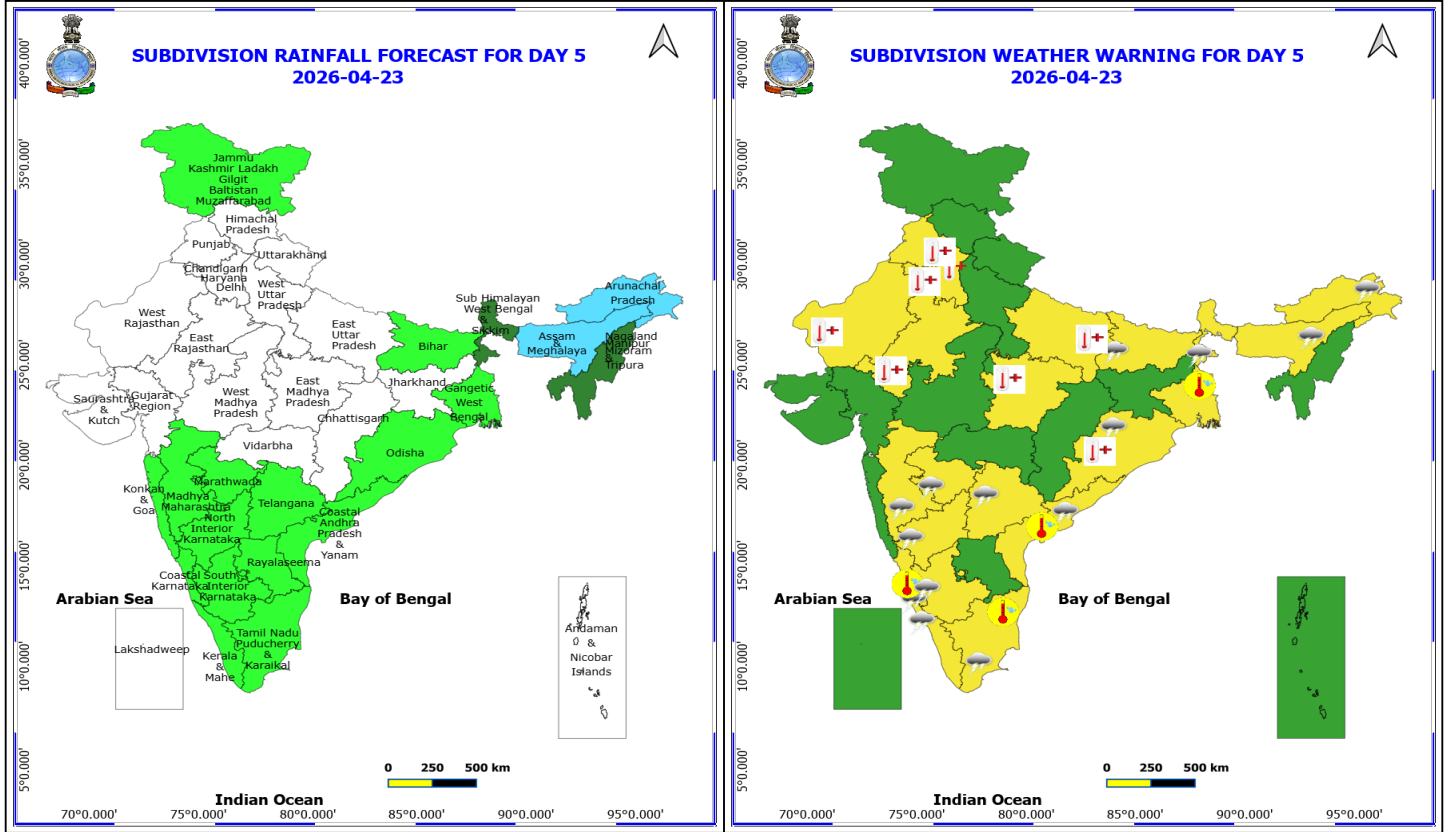 SUBDIVISION RAINFALL FORECAST FOR DAY 5
2026-04-23
40°0.000'
35°0.000'
30°0.000'
25°0.000'
20°0.000'
15°0.000'
10°0.000'
5°0.000'
Jammu
Kashmir Ladakh
Gilgit
Baltistan
Muzaffarabad
Himachal
Pradesh
Punjab
Uttarakhand
Chandigarh
Haryana
Delhi
West
Uttar
Pradesh
West
Rajasthan
East
Rajasthan
East
Uttar
Pradesh
Bihar
Sub Himalayan
West Bengal
&
Sikkim
Arunachal
Pradesh
Assam
&
Meghalaya
Nagaland
Manipur
Mizoram
&
Tripura
Saurashtra
&
Kutch
Gujarat
Region
West
Madhya
Pradesh
East
Madhya
Pradesh
Jharkhand
Gangetic
West
Bengal
Chhattisgarh
Vidarbha
Odisha
Konkan
&
Goa
Madhya
Maharashtra
Marathwada
Telangana
North
Interior
Karnataka
Coastal
Andhra
Pradesh
&
Yanam
Rayalaseema
Coastal
Karnataka
South
Interior
Karnataka
Arabian Sea
Bay of Bengal
Lakshadweep
Kerala
&
Mahe
Tamil Nadu
Puducherry
&
Karaikal
Andaman
&
Nicobar
Islands
0 250 500 km
Indian Ocean
70°0.000' 75°0.000' 80°0.000' 85°0.000' 90°0.000' 95°0.000'
SUBDIVISION WEATHER WARNING FOR DAY 5
2026-04-23
40°0.000'
35°0.000'
30°0.000'
25°0.000'
20°0.000'
15°0.000'
10°0.000'
5°0.000'
Arabian Sea
Bay of Bengal
0 250 500 km
Indian Ocean
70°0.000' 75°0.000' 80°0.000' 85°0.000' 90°0.000' 95°0.000'